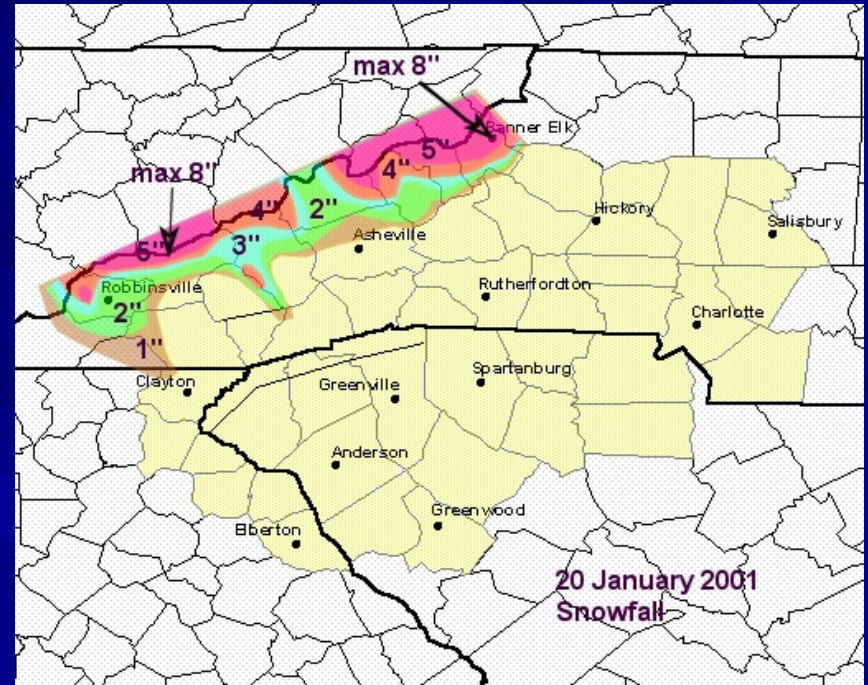 max 8"
Banner Elk
5"
4"
max 8"
Hickory
4"
2"
Salisbury
Asheville
3"
5"
Robbinsville
Rutherfordton
2"
Charlotte
1"
Spartanburg
Clayton
Greenville
Anderson
Greenwood
Elberton
20 January 2001
Snowfall